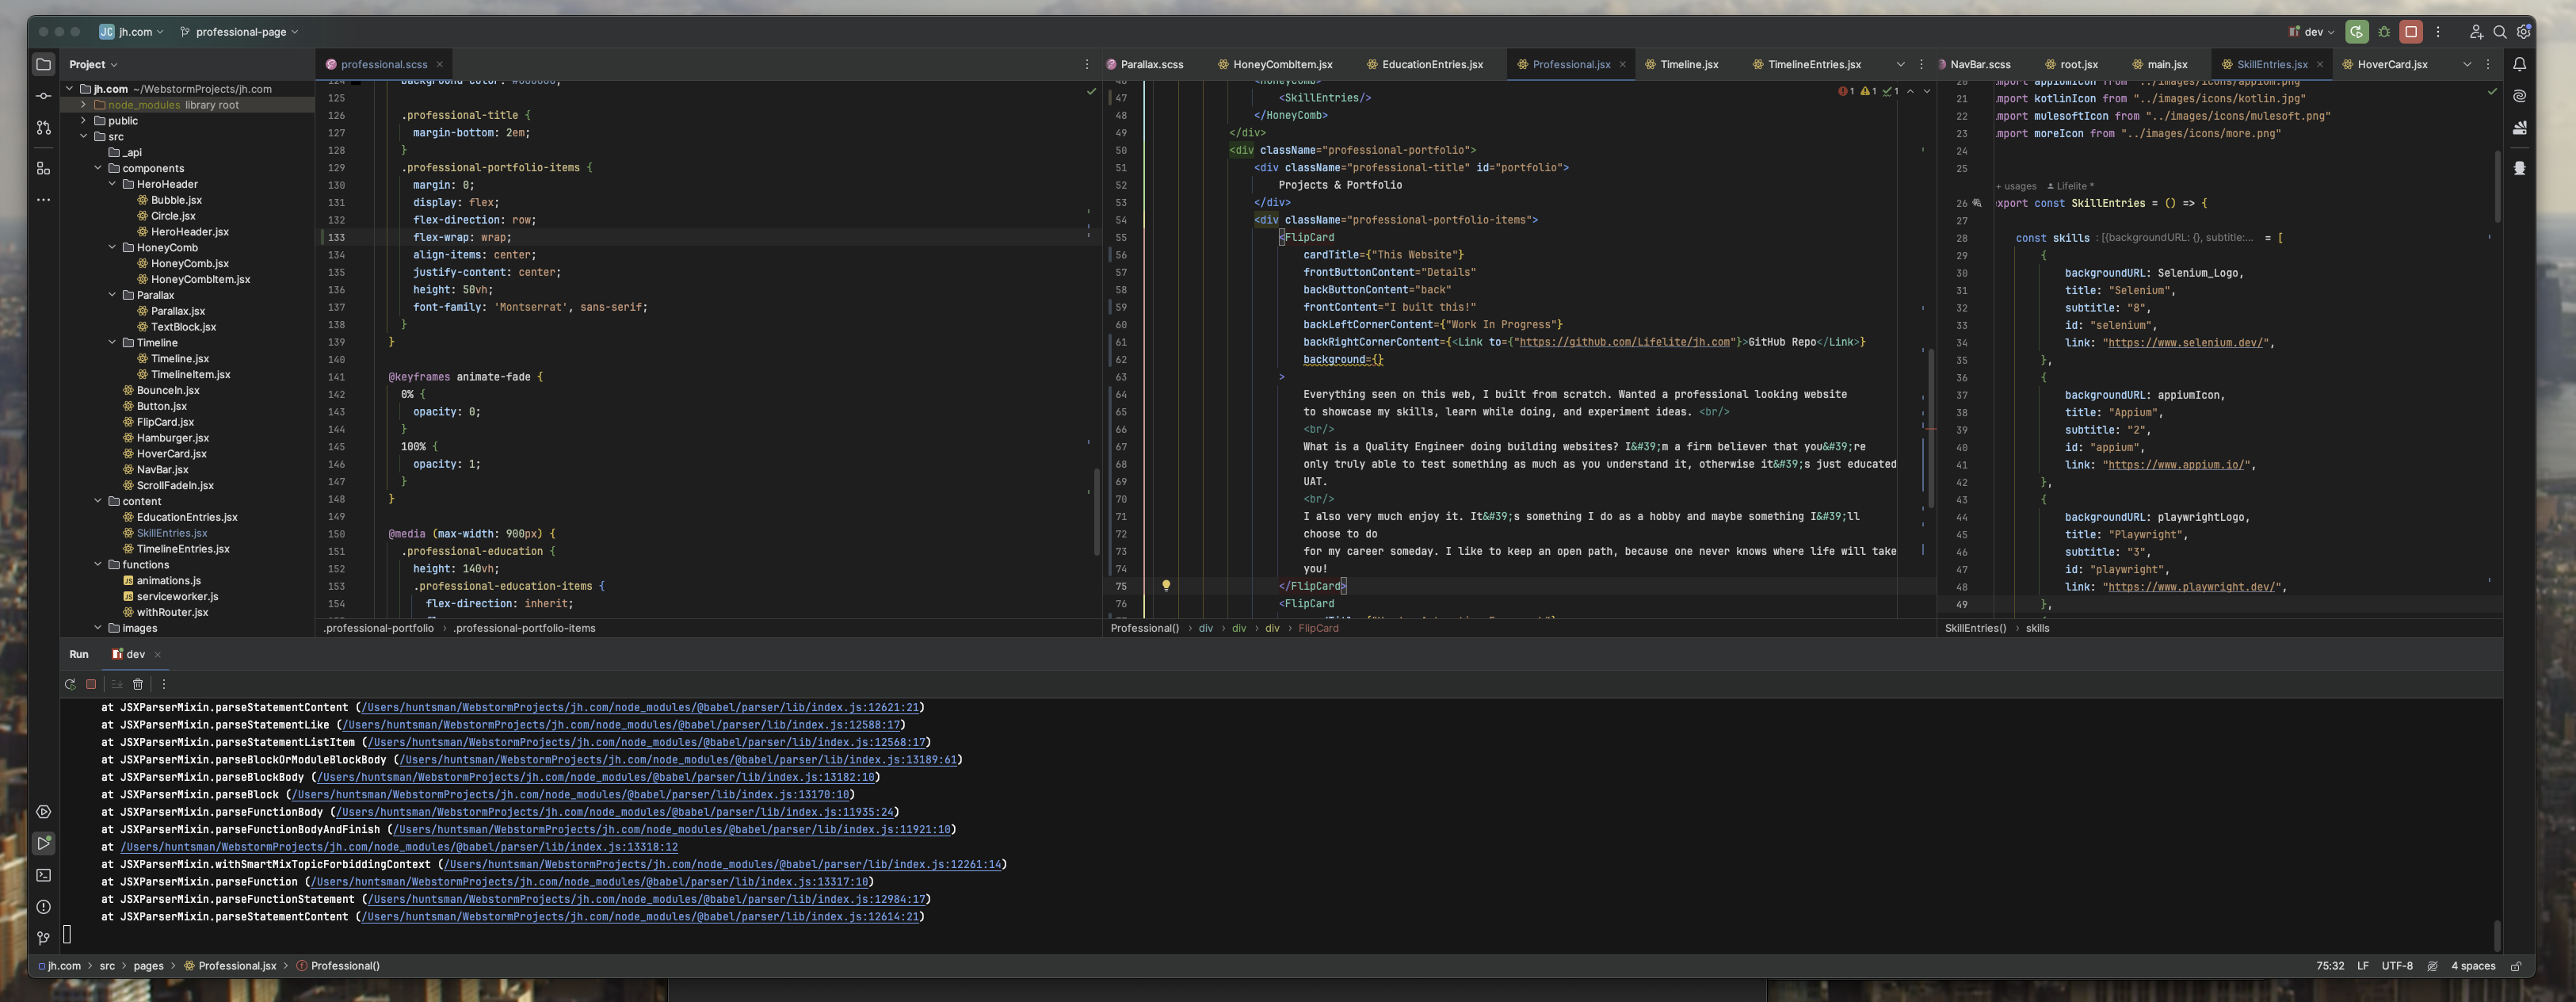 JC jh.com professional-page
dev
Project
jh.com ~/WebstormProjects/jh.com
node_modules library root
public
src
_api
components
HeroHeader
Bubble.jsx
Circle.jsx
HeroHeader.jsx
HoneyComb
HoneyComb.jsx
HoneyCombItem.jsx
Parallax
Parallax.jsx
TextBlock.jsx
Timeline
Timeline.jsx
TimelineItem.jsx
BounceIn.jsx
Button.jsx
FlipCard.jsx
Hamburger.jsx
HoverCard.jsx
NavBar.jsx
ScrollFadeIn.jsx
content
EducationEntries.jsx
SkillEntries.jsx
TimelineEntries.jsx
functions
animations.js
serviceworker.js
withRouter.jsx
images
professional.scss
125
126 .professional-title {
127 margin-bottom: 2em;
128 }
129 .professional-portfolio-items {
130 margin: 0;
131 display: flex;
132 flex-direction: row;
133 flex-wrap: wrap;
134 align-items: center;
135 justify-content: center;
136 height: 50vh;
137 font-family: 'Montserrat', sans-serif;
138 }
139 }
140
141 @keyframes animate-fade {
142 0% {
143 opacity: 0;
144 }
145 100% {
146 opacity: 1;
147 }
148 }
149
150 @media (max-width: 900px) {
151 .professional-education {
152 height: 140vh;
153 .professional-education-items {
154 flex-direction: inherit;
.professional-portfolio › .professional-portfolio-items
Parallax.scss HoneyCombItem.jsx EducationEntries.jsx Professional.jsx Timeline.jsx TimelineEntries.jsx
1 1 1
47 <SkillEntries/>
48 </HoneyComb>
49 </div>
50 <div className="professional-portfolio">
51 <div className="professional-title" id="portfolio">
52 Projects & Portfolio
53 </div>
54 <div className="professional-portfolio-items">
55 <FlipCard
56 cardTitle={"This Website"}
57 frontButtonContent="Details"
58 backButtonContent="back"
59 frontContent="I built this!"
60 backLeftCornerContent={"Work In Progress"}
61 backRightCornerContent={<Link to={"https://github.com/Lifelite/jh.com"}>GitHub Repo</Link>}
62 background={}
63 >
64 Everything seen on this web, I built from scratch. Wanted a professional looking website
65 to showcase my skills, learn while doing, and experiment ideas. <br/>
66 <br/>
67 What is a Quality Engineer doing building websites? I&#39;m a firm believer that you&#39;re
68 only truly able to test something as much as you understand it, otherwise it&#39;s just educated
69 UAT.
70 <br/>
71 I also very much enjoy it. It&#39;s something I do as a hobby and maybe something I&#39;ll
72 choose to do
73 for my career someday. I like to keep an open path, because one never knows where life will take
74 you!
75 </FlipCard>
76 <FlipCard
Professional() › div › div › div › FlipCard
NavBar.scss root.jsx main.jsx SkillEntries.jsx HoverCard.jsx
21 import kotlinIcon from "../images/icons/kotlin.jpg"
22 import mulesoftIcon from "../images/icons/mulesoft.png"
23 import moreIcon from "../images/icons/more.png"
24
25
+ usages Lifelite *
26 export const SkillEntries = () => {
27
28 const skills : [{backgroundURL: {}, subtitle:... = [
29 {
30 backgroundURL: Selenium_Logo,
31 title: "Selenium",
32 subtitle: "8",
33 id: "selenium",
34 link: "https://www.selenium.dev/",
35 },
36 {
37 backgroundURL: appiumIcon,
38 title: "Appium",
39 subtitle: "2",
40 id: "appium",
41 link: "https://www.appium.io/",
42 },
43 {
44 backgroundURL: playwrightLogo,
45 title: "Playwright",
46 subtitle: "3",
47 id: "playwright",
48 link: "https://www.playwright.dev/",
49 },
SkillEntries() › skills
Run dev
at JSXParserMixin.parseStatementContent (/Users/huntsman/WebstormProjects/jh.com/node_modules/@babel/parser/lib/index.js:12621:21)
at JSXParserMixin.parseStatementLike (/Users/huntsman/WebstormProjects/jh.com/node_modules/@babel/parser/lib/index.js:12588:17)
at JSXParserMixin.parseStatementListItem (/Users/huntsman/WebstormProjects/jh.com/node_modules/@babel/parser/lib/index.js:12568:17)
at JSXParserMixin.parseBlockOrModuleBlockBody (/Users/huntsman/WebstormProjects/jh.com/node_modules/@babel/parser/lib/index.js:13189:61)
at JSXParserMixin.parseBlockBody (/Users/huntsman/WebstormProjects/jh.com/node_modules/@babel/parser/lib/index.js:13182:10)
at JSXParserMixin.parseBlock (/Users/huntsman/WebstormProjects/jh.com/node_modules/@babel/parser/lib/index.js:13170:10)
at JSXParserMixin.parseFunctionBody (/Users/huntsman/WebstormProjects/jh.com/node_modules/@babel/parser/lib/index.js:11935:24)
at JSXParserMixin.parseFunctionBodyAndFinish (/Users/huntsman/WebstormProjects/jh.com/node_modules/@babel/parser/lib/index.js:11921:10)
at /Users/huntsman/WebstormProjects/jh.com/node_modules/@babel/parser/lib/index.js:13318:12
at JSXParserMixin.withSmartMixTopicForbiddingContext (/Users/huntsman/WebstormProjects/jh.com/node_modules/@babel/parser/lib/index.js:12261:14)
at JSXParserMixin.parseFunction (/Users/huntsman/WebstormProjects/jh.com/node_modules/@babel/parser/lib/index.js:13317:10)
at JSXParserMixin.parseFunctionStatement (/Users/huntsman/WebstormProjects/jh.com/node_modules/@babel/parser/lib/index.js:12984:17)
at JSXParserMixin.parseStatementContent (/Users/huntsman/WebstormProjects/jh.com/node_modules/@babel/parser/lib/index.js:12614:21)
jh.com › src › pages › Professional.jsx › Professional()
75:32 LF UTF-8 4 spaces